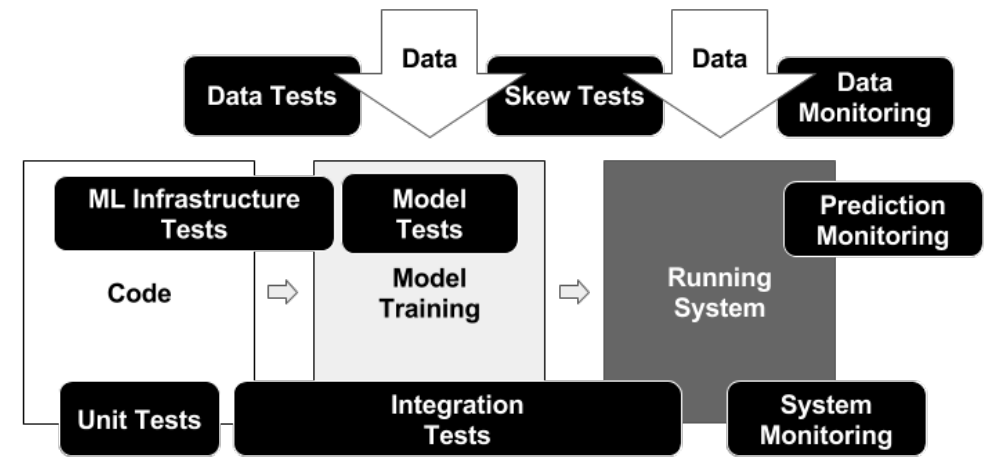 Data
Data
Data Tests
Skew Tests
Data
Monitoring
ML Infrastructure
Tests
Model
Tests
Prediction
Monitoring
Code
Model
Training
Running
System
Unit Tests
Integration
Tests
System
Monitoring